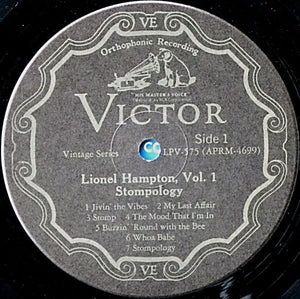 VE
Orthophonic Recording
"HIS MASTER'S VOICE"
VICTOR
Side 1
Vintage Series
LPV-575 (APRM-4699)
Lionel Hampton, Vol. 1
Stompology
1 Jivin' the Vibes 2 My Last Affair
3 Stomp 4 The Mood That I'm In
5 Buzzin' Round with the Bee
6 Whoa Babe
7 Stompology
VE